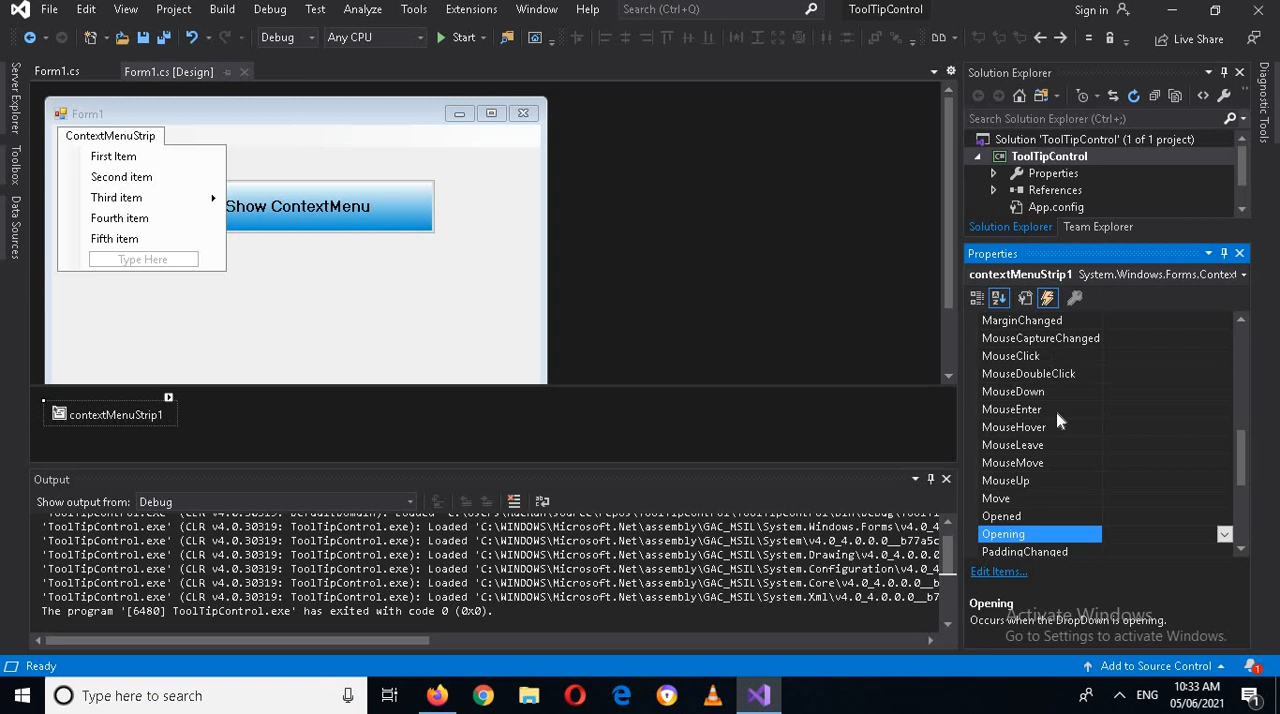 File Edit View Project Build Debug Test Analyze Tools Extensions Window Help Search (Ctrl+Q) ToolTipControl Sign in
Debug Any CPU Start Live Share
Form1.cs Form1.cs [Design]
Server Explorer
Toolbox
Data Sources
Form1
ContextMenuStrip
First Item
Second item
Third item
Fourth item
Fifth item
Type Here
Show ContextMenu
contextMenuStrip1
Output
Show output from: Debug
'ToolTipControl.exe' (CLR v4.0.30319: ToolTipControl.exe): Loaded 'C:\WINDOWS\Microsoft.Net\assembly\GAC_MSIL\System.Windows.Forms\v4.0_4
'ToolTipControl.exe' (CLR v4.0.30319: ToolTipControl.exe): Loaded 'C:\WINDOWS\Microsoft.Net\assembly\GAC_MSIL\System\v4.0_4.0.0.0__b77a5c
'ToolTipControl.exe' (CLR v4.0.30319: ToolTipControl.exe): Loaded 'C:\WINDOWS\Microsoft.Net\assembly\GAC_MSIL\System.Drawing\v4.0_4.0.0.0
'ToolTipControl.exe' (CLR v4.0.30319: ToolTipControl.exe): Loaded 'C:\WINDOWS\Microsoft.Net\assembly\GAC_MSIL\System.Configuration\v4.0_4
'ToolTipControl.exe' (CLR v4.0.30319: ToolTipControl.exe): Loaded 'C:\WINDOWS\Microsoft.Net\assembly\GAC_MSIL\System.Core\v4.0_4.0.0.0__b
'ToolTipControl.exe' (CLR v4.0.30319: ToolTipControl.exe): Loaded 'C:\WINDOWS\Microsoft.Net\assembly\GAC_MSIL\System.Xml\v4.0_4.0.0.0__b7
The program '[6480] ToolTipControl.exe' has exited with code 0 (0x0).
Solution Explorer
Search Solution Explorer (Ctrl+;)
Solution 'ToolTipControl' (1 of 1 project)
ToolTipControl
Properties
References
App.config
Solution Explorer Team Explorer
Properties
contextMenuStrip1 System.Windows.Forms.Context
MarginChanged
MouseCaptureChanged
MouseClick
MouseDoubleClick
MouseDown
MouseEnter
MouseHover
MouseLeave
MouseMove
MouseUp
Move
Opened
Opening
PaddingChanged
Edit Items...
Opening
Occurs when the DropDown is opening.
Activate Windows
Go to Settings to activate Windows.
Diagnostic Tools
Ready Add to Source Control
Type here to search ENG 10:33 AM
05/06/2021